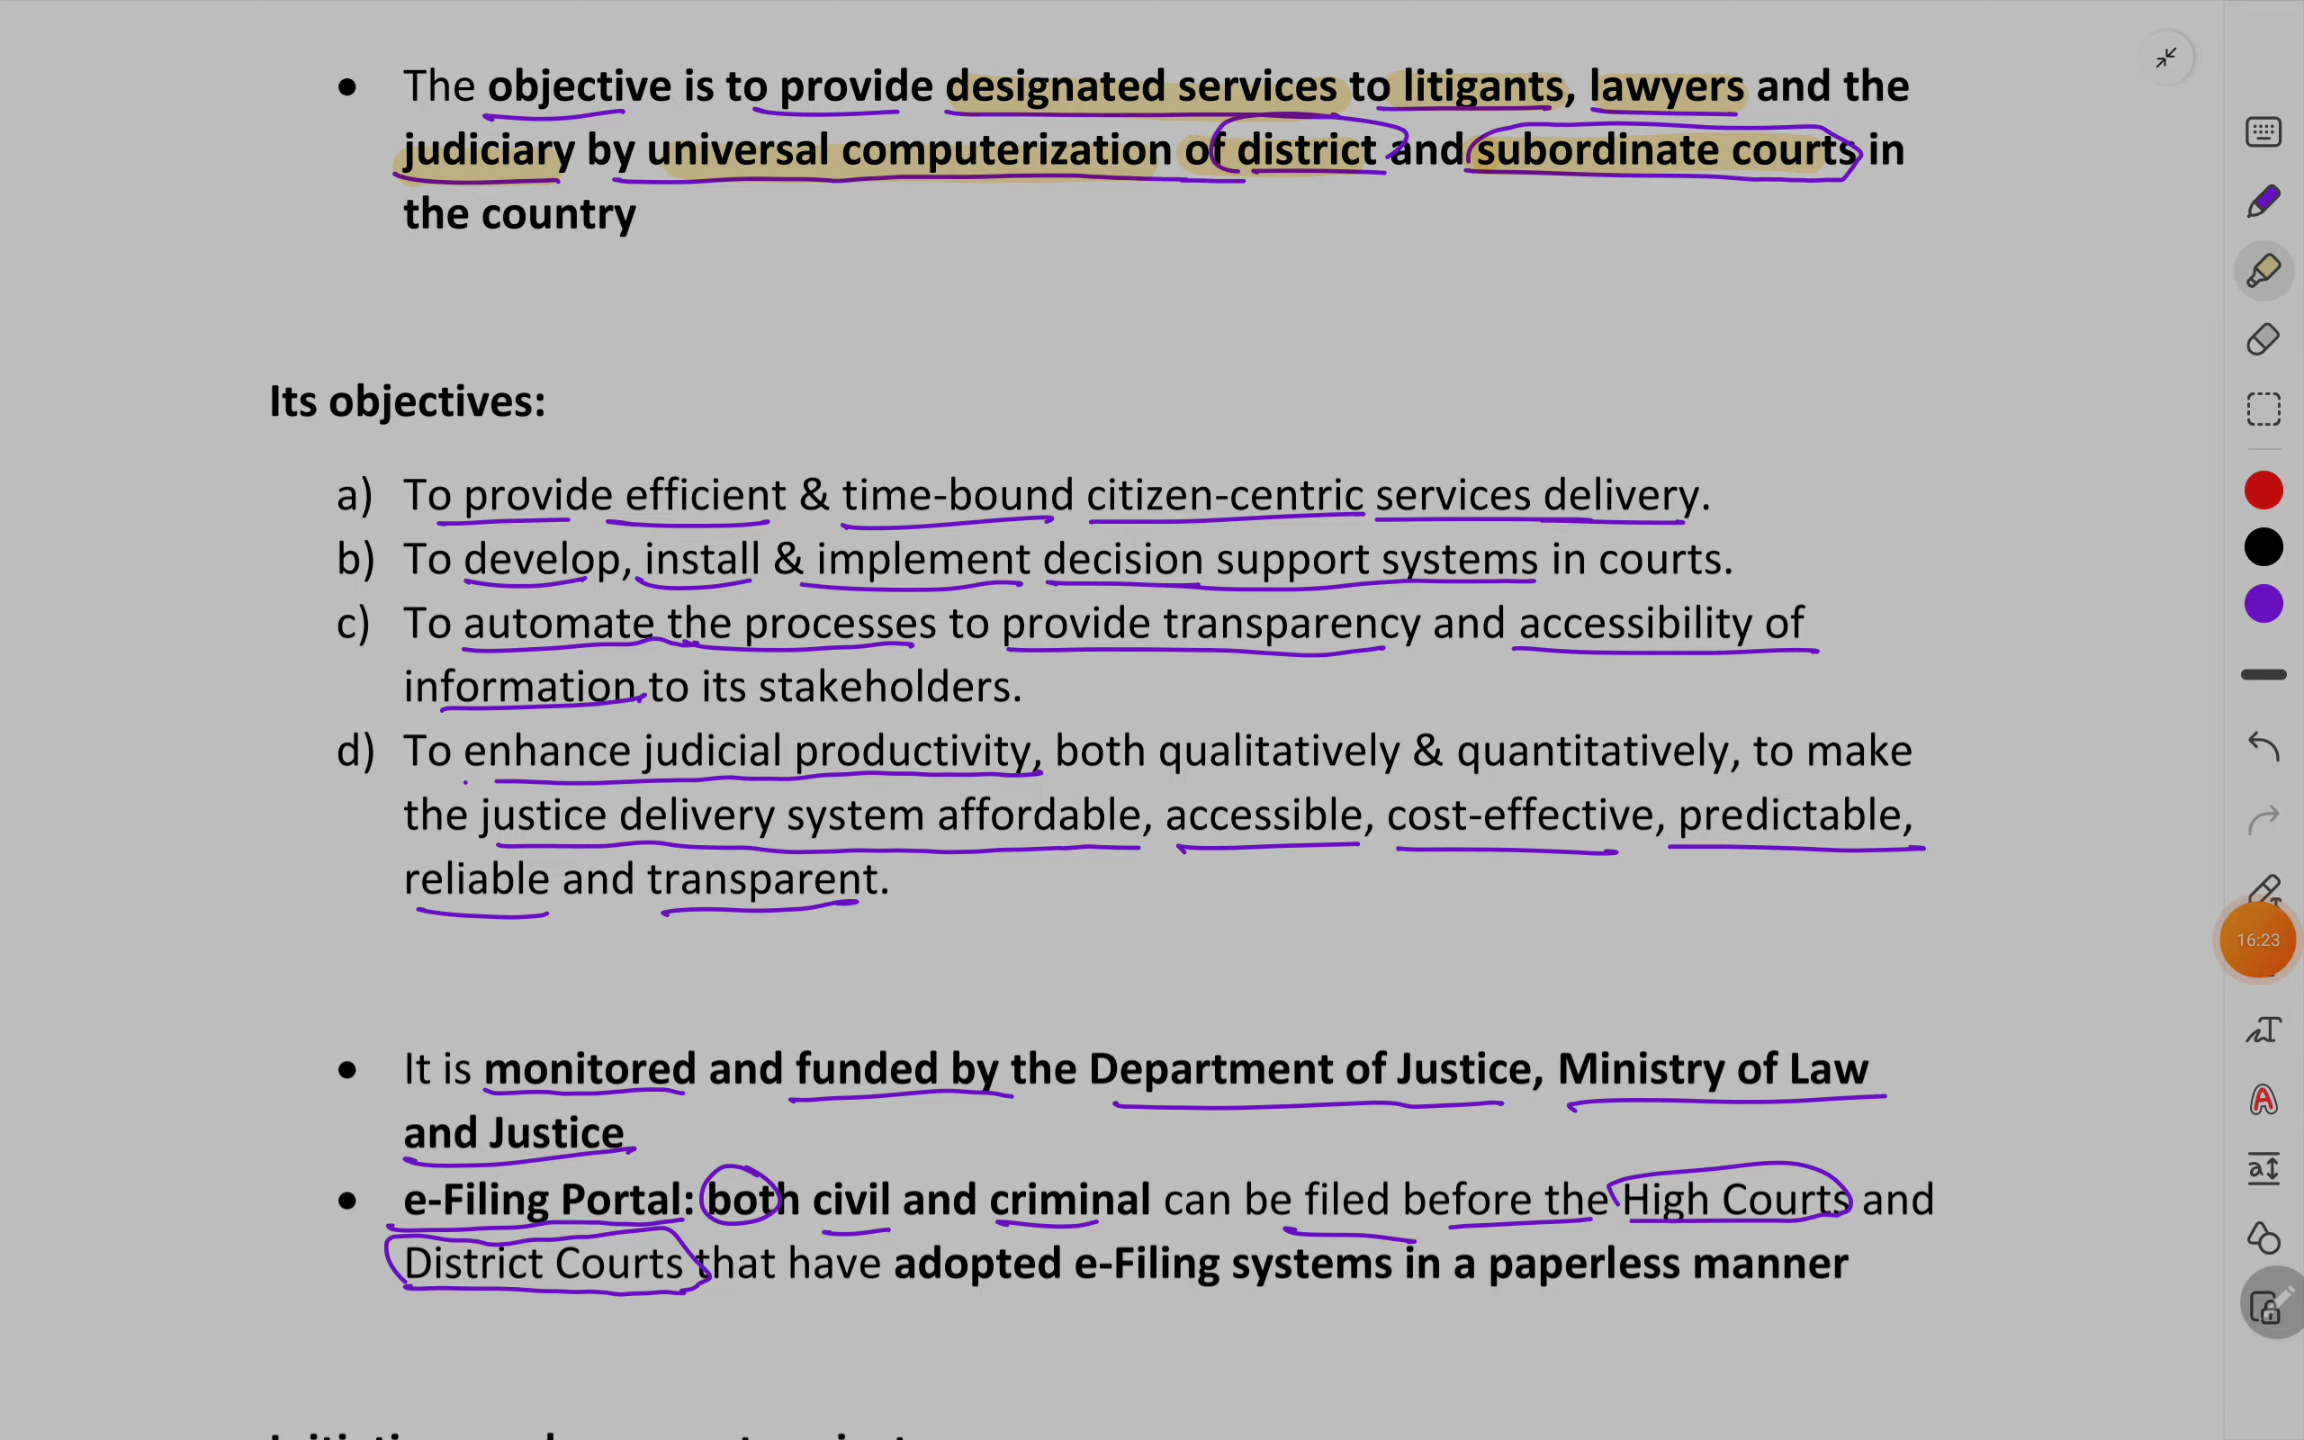 • The objective is to provide designated services to litigants, lawyers and the
judiciary by universal computerization of district and subordinate courts in
the country
Its objectives:
a) To provide efficient & time-bound citizen-centric services delivery.
b) To develop, install & implement decision support systems in courts.
c) To automate the processes to provide transparency and accessibility of
information to its stakeholders.
d) To enhance judicial productivity, both qualitatively & quantitatively, to make
the justice delivery system affordable, accessible, cost-effective, predictable,
reliable and transparent.
16:23
• It is monitored and funded by the Department of Justice, Ministry of Law
and Justice
• e-Filing Portal: both civil and criminal can be filed before the High Courts and
District Courts that have adopted e-Filing systems in a paperless manner